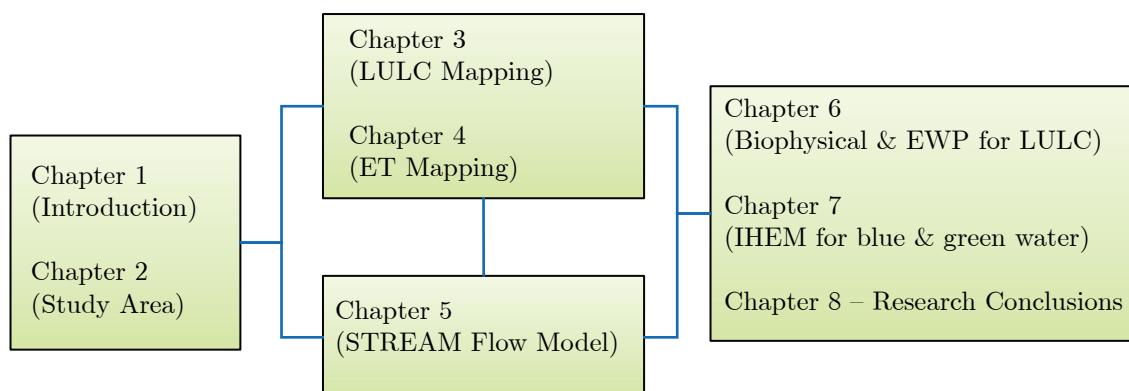 Chapter 1
(Introduction)
Chapter 2
(Study Area)
Chapter 3
(LULC Mapping)
Chapter 4
(ET Mapping)
Chapter 5
(STREAM Flow Model)
Chapter 6
(Biophysical & EWP for LULC)
Chapter 7
(IHEM for blue & green water)
Chapter 8 – Research Conclusions